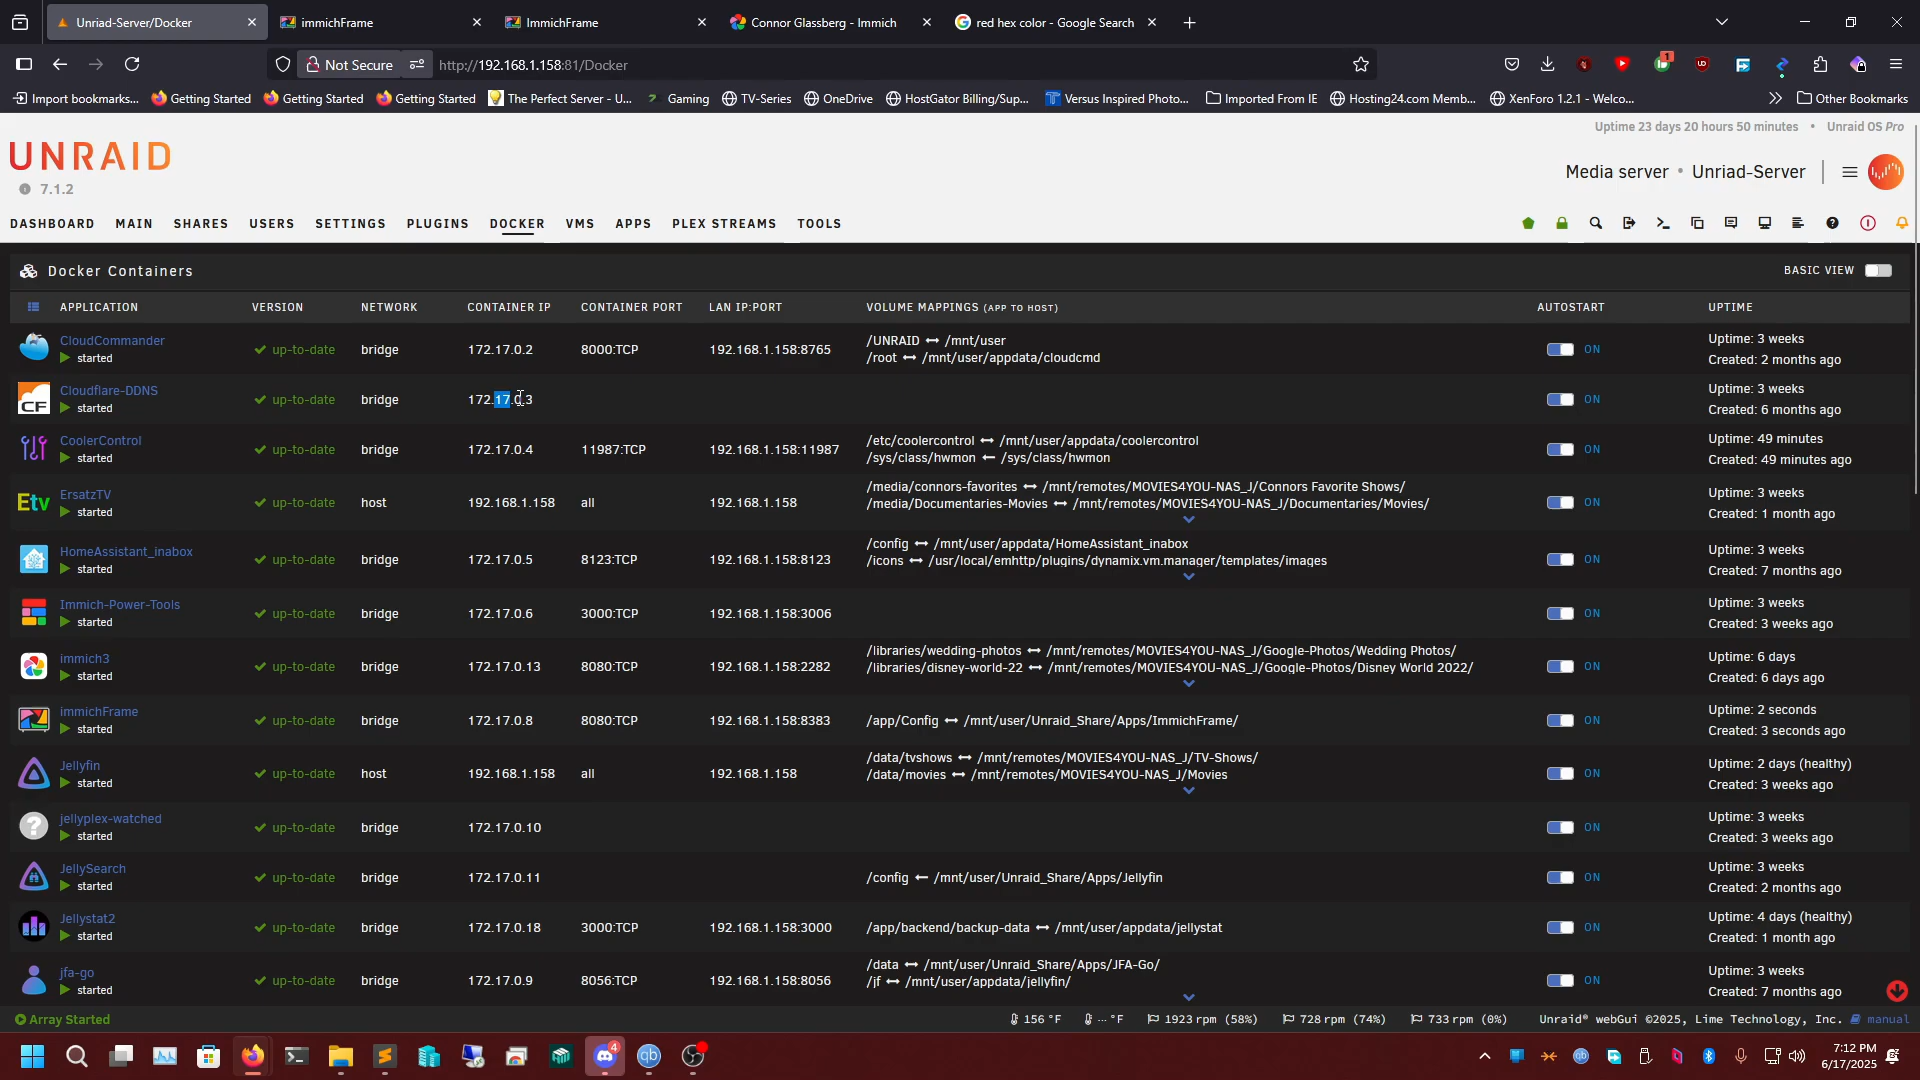 Unriad-Server/Docker
immichFrame
ImmichFrame
Connor Glassberg - Immich
red hex color - Google Search
Not Secure
http://192.168.1.158:81/Docker
1
Import bookmarks...
Getting Started
Getting Started
Getting Started
The Perfect Server - U...
Gaming
TV-Series
OneDrive
HostGator Billing/Sup...
Versus Inspired Photo...
Imported From IE
Hosting24.com Memb...
XenForo 1.2.1 - Welco...
Other Bookmarks
Uptime 23 days 20 hours 50 minutes • Unraid OS Pro
UNRAID
7.1.2
Media server • Unriad-Server
DASHBOARD MAIN SHARES USERS SETTINGS PLUGINS DOCKER VMS APPS PLEX STREAMS TOOLS
Docker Containers
BASIC VIEW
APPLICATION VERSION NETWORK CONTAINER IP CONTAINER PORT LAN IP:PORT VOLUME MAPPINGS (APP TO HOST) AUTOSTART UPTIME
CloudCommander
started
up-to-date bridge 172.17.0.2 8000:TCP 192.168.1.158:8765
/UNRAID ↔ /mnt/user
/root ↔ /mnt/user/appdata/cloudcmd
ON
Uptime: 3 weeks
Created: 2 months ago
CF
Cloudflare-DDNS
started
up-to-date bridge 172.17.0.3
ON
Uptime: 3 weeks
Created: 6 months ago
CoolerControl
started
up-to-date bridge 172.17.0.4 11987:TCP 192.168.1.158:11987
/etc/coolercontrol ↔ /mnt/user/appdata/coolercontrol
/sys/class/hwmon ← /sys/class/hwmon
ON
Uptime: 49 minutes
Created: 49 minutes ago
Etv
ErsatzTV
started
up-to-date host 192.168.1.158 all 192.168.1.158
/media/connors-favorites ↔ /mnt/remotes/MOVIES4YOU-NAS_J/Connors Favorite Shows/
/media/Documentaries-Movies ↔ /mnt/remotes/MOVIES4YOU-NAS_J/Documentaries/Movies/
ON
Uptime: 3 weeks
Created: 1 month ago
HomeAssistant_inabox
started
up-to-date bridge 172.17.0.5 8123:TCP 192.168.1.158:8123
/config ↔ /mnt/user/appdata/HomeAssistant_inabox
/icons ↔ /usr/local/emhttp/plugins/dynamix.vm.manager/templates/images
ON
Uptime: 3 weeks
Created: 7 months ago
Immich-Power-Tools
started
up-to-date bridge 172.17.0.6 3000:TCP 192.168.1.158:3006
ON
Uptime: 3 weeks
Created: 3 weeks ago
immich3
started
up-to-date bridge 172.17.0.13 8080:TCP 192.168.1.158:2282
/libraries/wedding-photos ↔ /mnt/remotes/MOVIES4YOU-NAS_J/Google-Photos/Wedding Photos/
/libraries/disney-world-22 ↔ /mnt/remotes/MOVIES4YOU-NAS_J/Google-Photos/Disney World 2022/
ON
Uptime: 6 days
Created: 6 days ago
immichFrame
started
up-to-date bridge 172.17.0.8 8080:TCP 192.168.1.158:8383
/app/Config ↔ /mnt/user/Unraid_Share/Apps/ImmichFrame/
ON
Uptime: 2 seconds
Created: 3 seconds ago
Jellyfin
started
up-to-date host 192.168.1.158 all 192.168.1.158
/data/tvshows ↔ /mnt/remotes/MOVIES4YOU-NAS_J/TV-Shows/
/data/movies ↔ /mnt/remotes/MOVIES4YOU-NAS_J/Movies
ON
Uptime: 2 days (healthy)
Created: 3 weeks ago
?
jellyplex-watched
started
up-to-date bridge 172.17.0.10
ON
Uptime: 3 weeks
Created: 3 weeks ago
JellySearch
started
up-to-date bridge 172.17.0.11
/config ← /mnt/user/Unraid_Share/Apps/Jellyfin
ON
Uptime: 3 weeks
Created: 2 months ago
Jellystat2
started
up-to-date bridge 172.17.0.18 3000:TCP 192.168.1.158:3000
/app/backend/backup-data ↔ /mnt/user/appdata/jellystat
ON
Uptime: 4 days (healthy)
Created: 1 month ago
jfa-go
started
up-to-date bridge 172.17.0.9 8056:TCP 192.168.1.158:8056
/data ↔ /mnt/user/Unraid_Share/Apps/JFA-Go/
/jf ↔ /mnt/user/appdata/jellyfin/
ON
Uptime: 3 weeks
Created: 7 months ago
Array Started
156 °F
-- °F
1923 rpm (58%)
728 rpm (74%)
733 rpm (0%)
Unraid® webGui ©2025, Lime Technology, Inc. manual
4
qb
qb
7:12 PM
6/17/2025